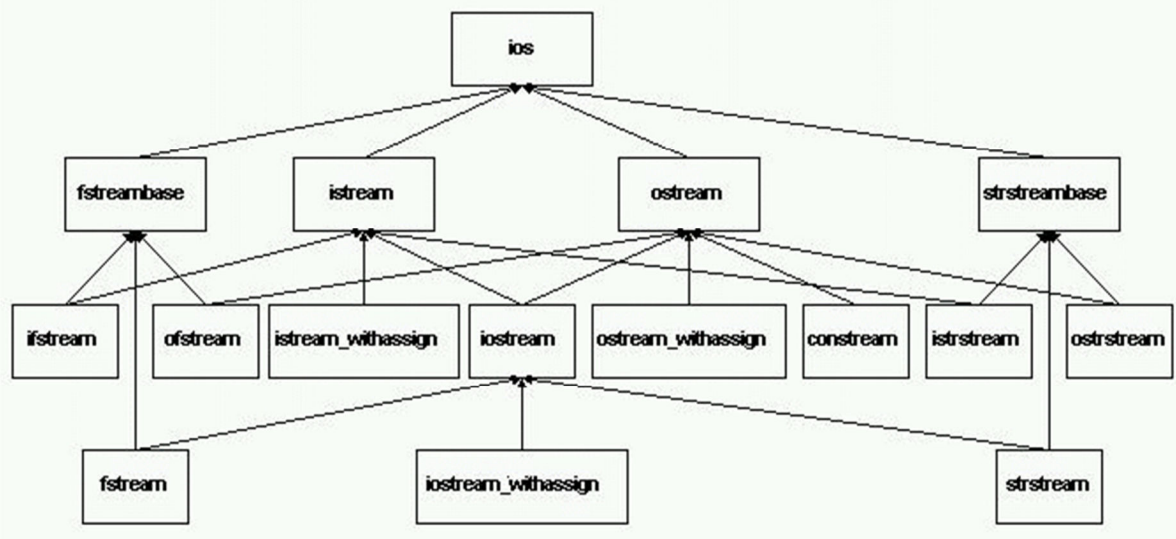 ios
fstreambase
istream
ostream
strstreambase
ifstream
ofstream
istream_withassign
iostream
ostream_withassign
constream
istrstream
ostrstream
fstream
iostream_withassign
strstream